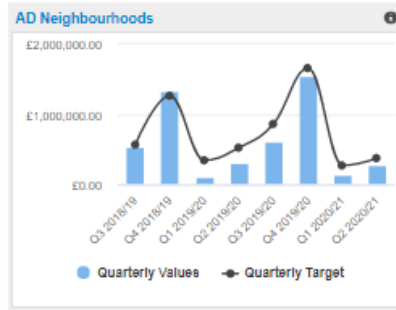 AD Neighbourhoods
£2,000,000.00
£1,000,000.00
£0.00
Q3 2018/19
Q4 2018/19
Q1 2019/20
Q2 2019/20
Q3 2019/20
Q4 2019/20
Q1 2020/21
Q2 2020/21
Quarterly Values
Quarterly Target